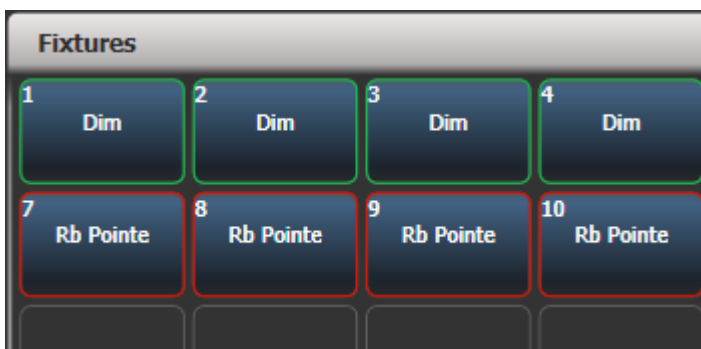 Fixtures
1 2 3 4
Dim Dim Dim Dim
7 8 9 10
Rb Pointe Rb Pointe Rb Pointe Rb Pointe